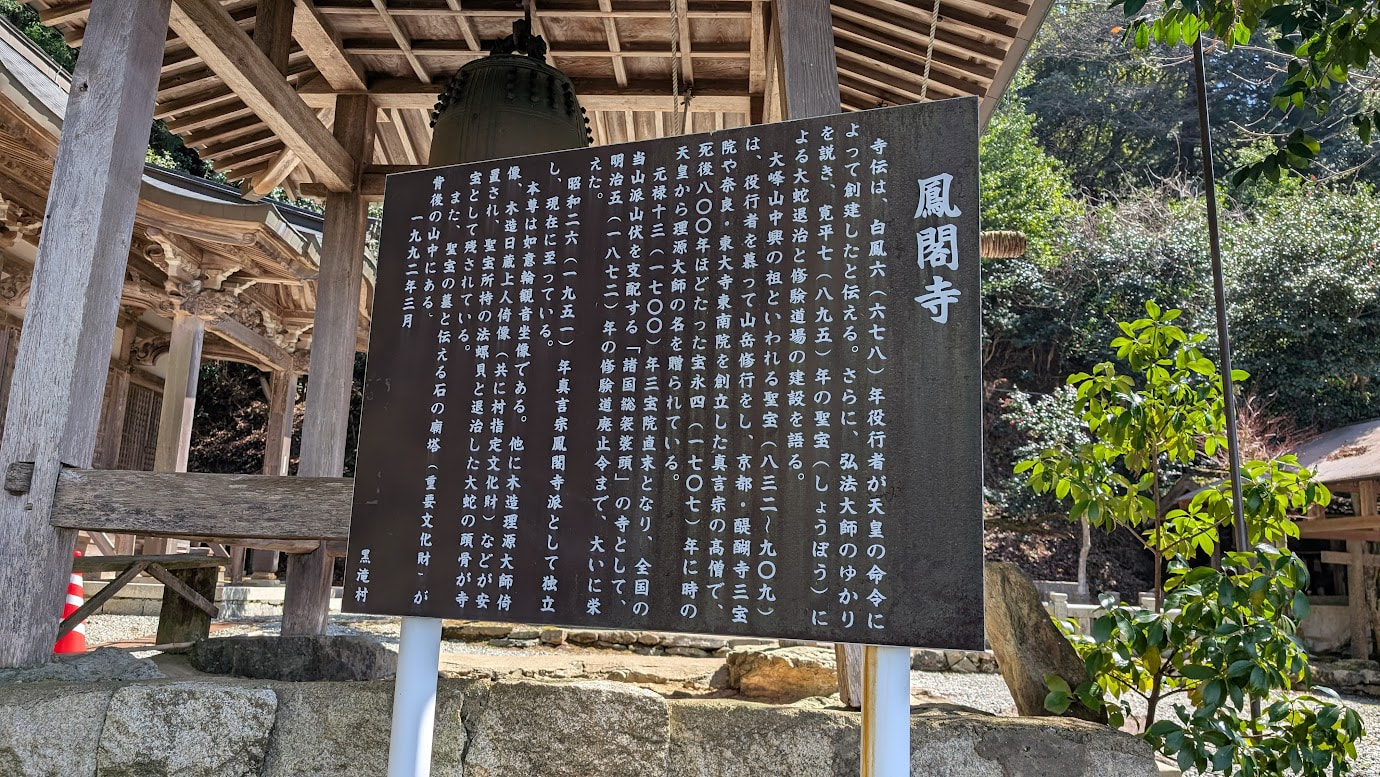 鳳閣寺
寺伝は、白鳳六（六七八）年役行者が天皇の命令に
よって創建したと伝える。さらに、弘法大師のゆかり
を説き、寛平七（八九五）年の聖宝（しょうぼう）に
よる大蛇退治と修験道場の建設を語る。
大峰山中興の祖といわれる聖宝（八三二～九〇九）
は、役行者を慕って山岳修行をし、京都・醍醐寺三宝
院や奈良・東大寺東南院を創立した真言宗の高僧で、
死後八〇〇年ほどたった宝永四（一七〇七）年に時の
天皇から理源大師の名を贈られている。
元禄十三（一七〇〇）年三宝院直末となり、全国の
当山派山伏を支配する「諸国総袈裟頭」の寺として、
明治五（一八七二）年の修験道廃止令まで、大いに栄
えた。
昭和二六（一九五一）年真言宗鳳閣寺派として独立
し、現在に至っている。
本尊は如意輪観音坐像である。他に木造理源大師倚
像、木造日蔵上人倚像（共に村指定文化財）などが安
置され、聖宝所持の法螺貝と退治した大蛇の頭骨が寺
宝として残されている。
また、聖宝の墓と伝える石の廟塔（重要文化財）が
背後の山中にある。
一九九二年三月
黒滝村